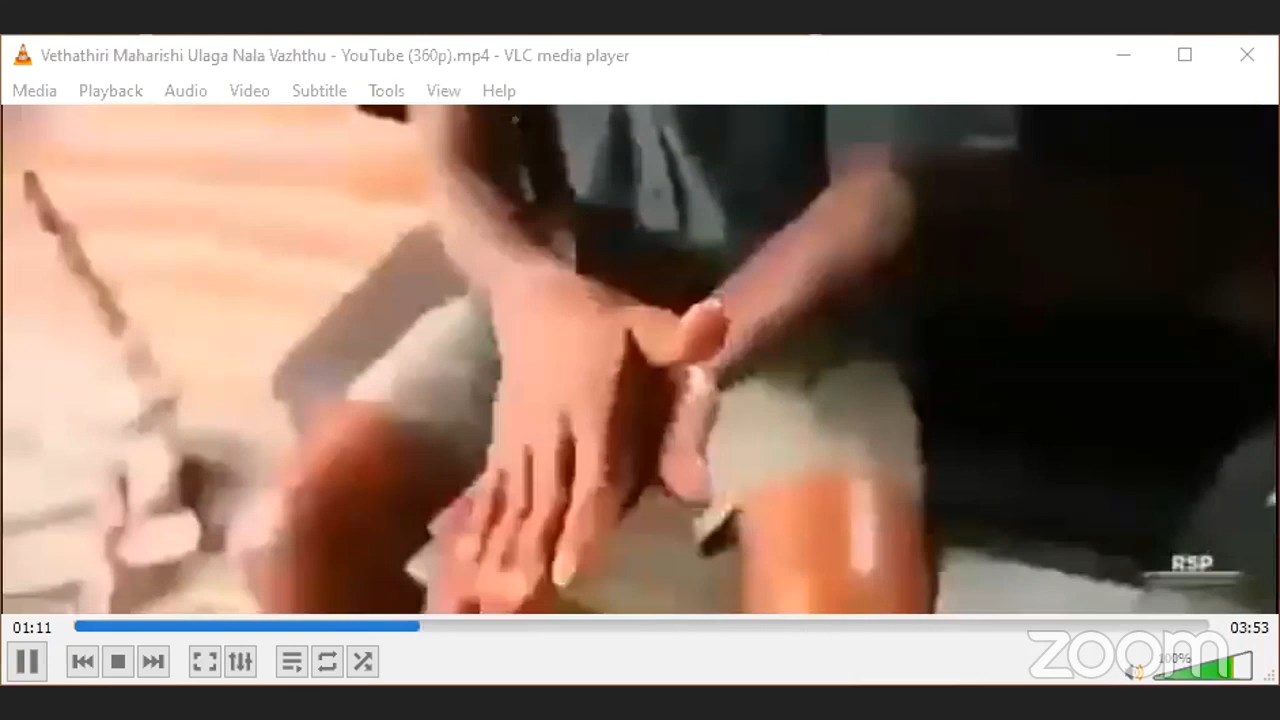 Vethathiri Maharishi Ulaga Nala Vazhthu - YouTube (360p).mp4 - VLC media player
Media Playback Audio Video Subtitle Tools View Help
RSP
01:11 03:53
zoom
100%